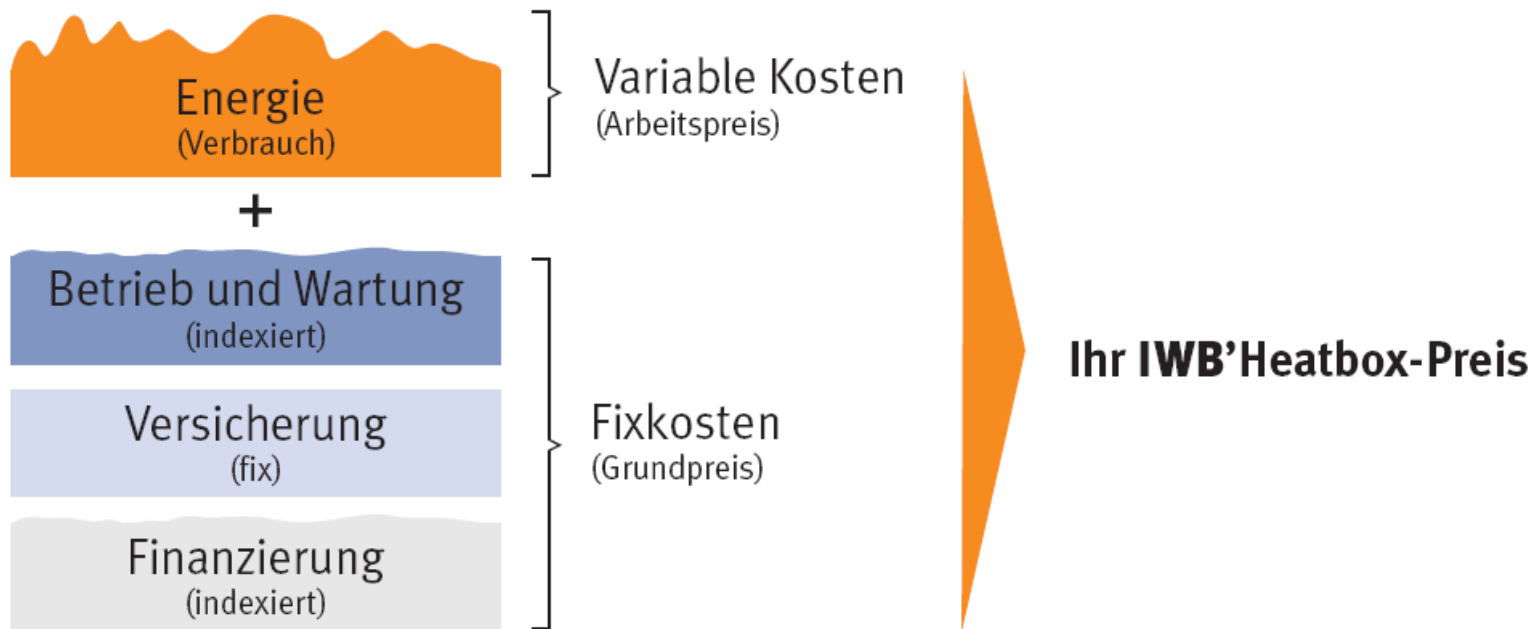 Energie
(Verbrauch)
Variable Kosten
(Arbeitspreis)
+
Betrieb und Wartung
(indexiert)
Versicherung
(fix)
Finanzierung
(indexiert)
Fixkosten
(Grundpreis)
Ihr IWB’Heatbox-Preis